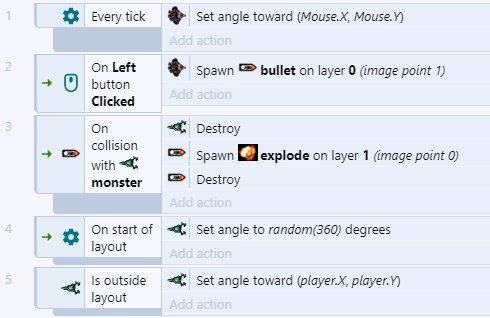 1 Every tick Set angle toward (Mouse.X, Mouse.Y)
Add action
2 On Left button Clicked Spawn bullet on layer 0 (image point 1)
Add action
3 On collision with monster Destroy
Spawn explode on layer 1 (image point 0)
Destroy
Add action
4 On start of layout Set angle to random(360) degrees
Add action
5 Is outside layout Set angle toward (player.X, player.Y)
Add action